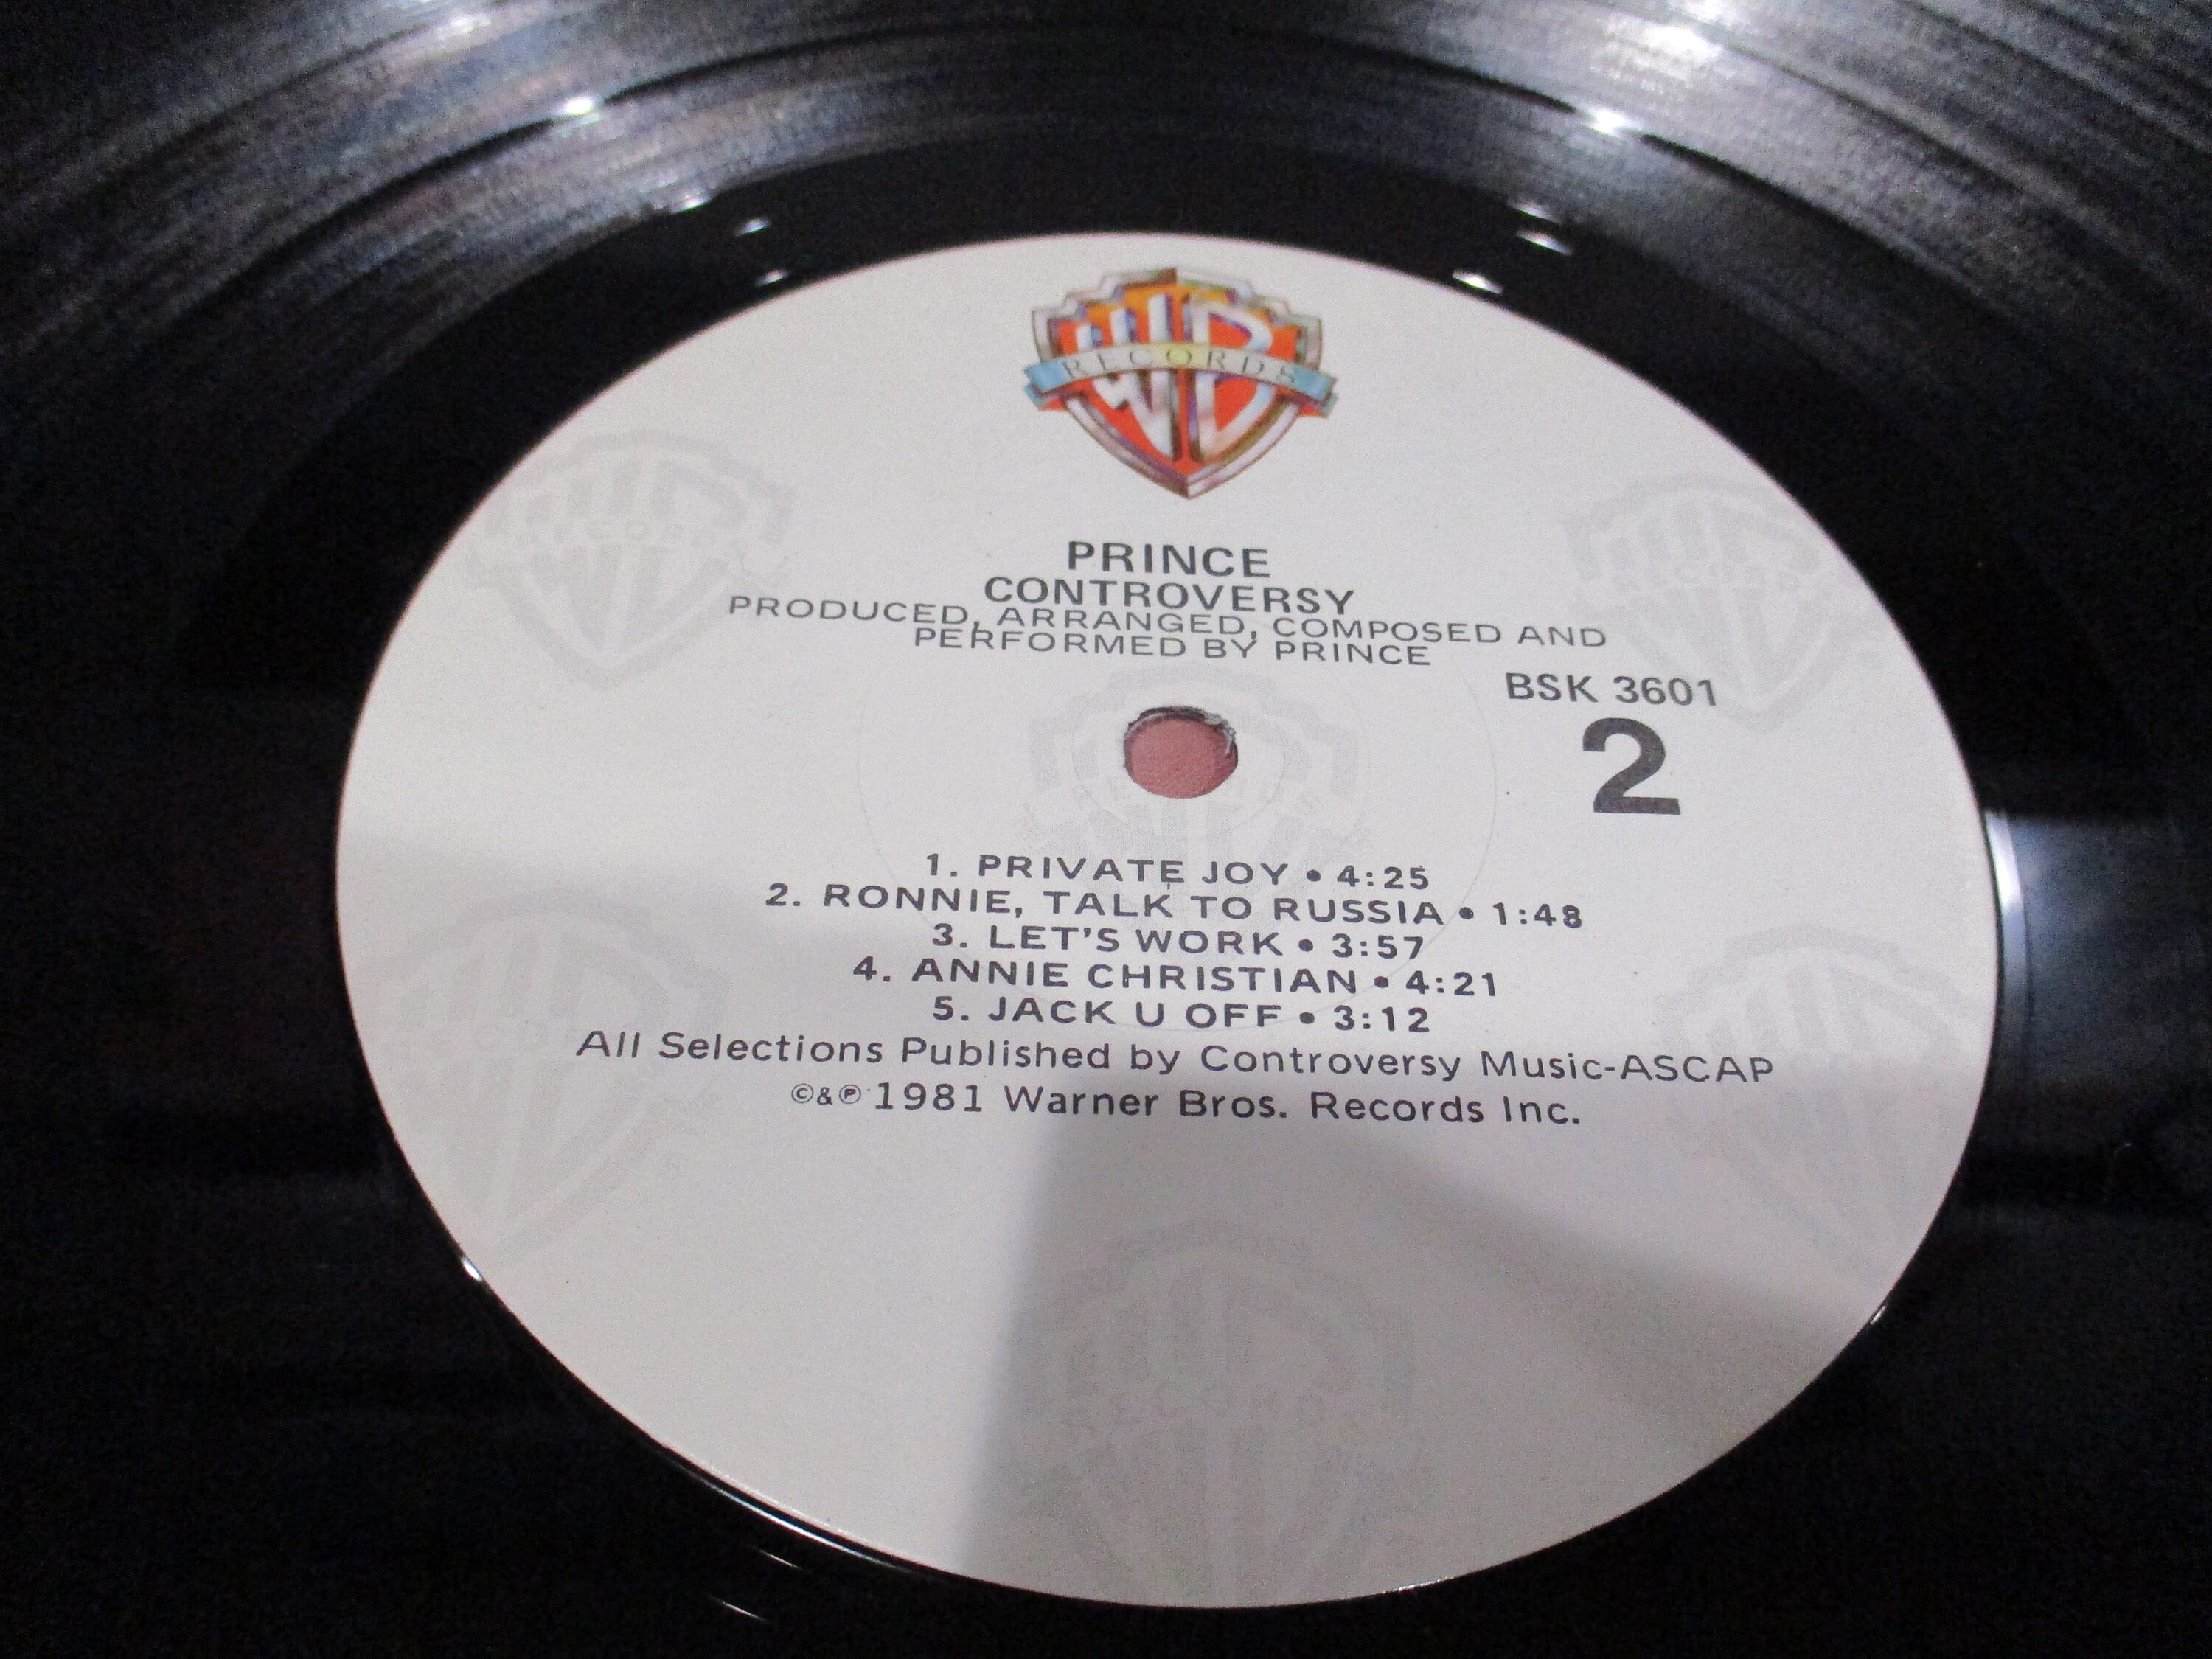 WB
RECORDS
PRINCE
CONTROVERSY
PRODUCED, ARRANGED, COMPOSED AND
PERFORMED BY PRINCE
BSK 3601
2
1. PRIVATE JOY • 4:25
2. RONNIE, TALK TO RUSSIA • 1:48
3. LET'S WORK • 3:57
4. ANNIE CHRISTIAN • 4:21
5. JACK U OFF • 3:12
All Selections Published by Controversy Music-ASCAP
©&℗ 1981 Warner Bros. Records Inc.